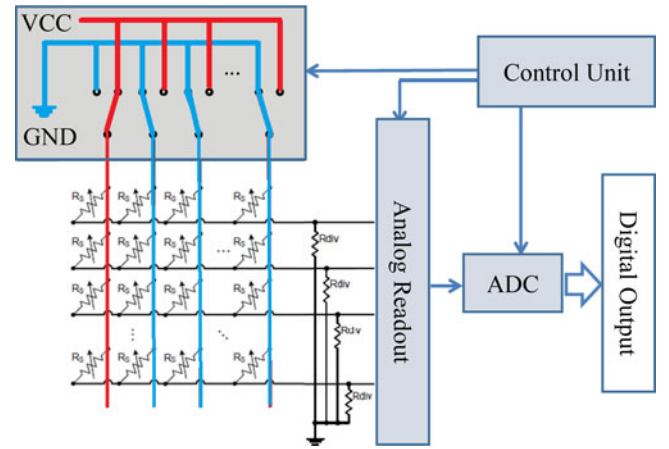 VCC
...
GND
Control Unit
Rs Rs Rs Rs
Rs Rs Rs Rs
...
Rs Rs Rs Rs
...
Rs Rs Rs Rs
Rdiv
Rdiv
Rdiv
Rdiv
Analog Readout
ADC
Digital Output